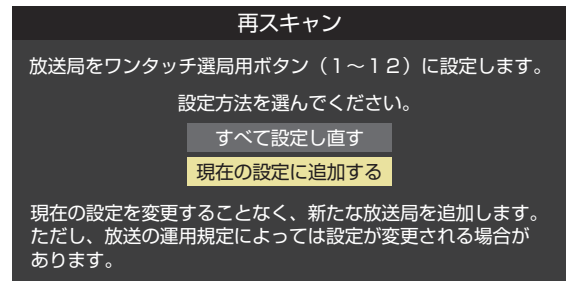 再スキャン
放送局をワンタッチ選局用ボタン（１〜１２）に設定します。
設定方法を選んでください。
すべて設定し直す
現在の設定に追加する
現在の設定を変更することなく、新たな放送局を追加します。
ただし、放送の運用規定によっては設定が変更される場合が
あります。